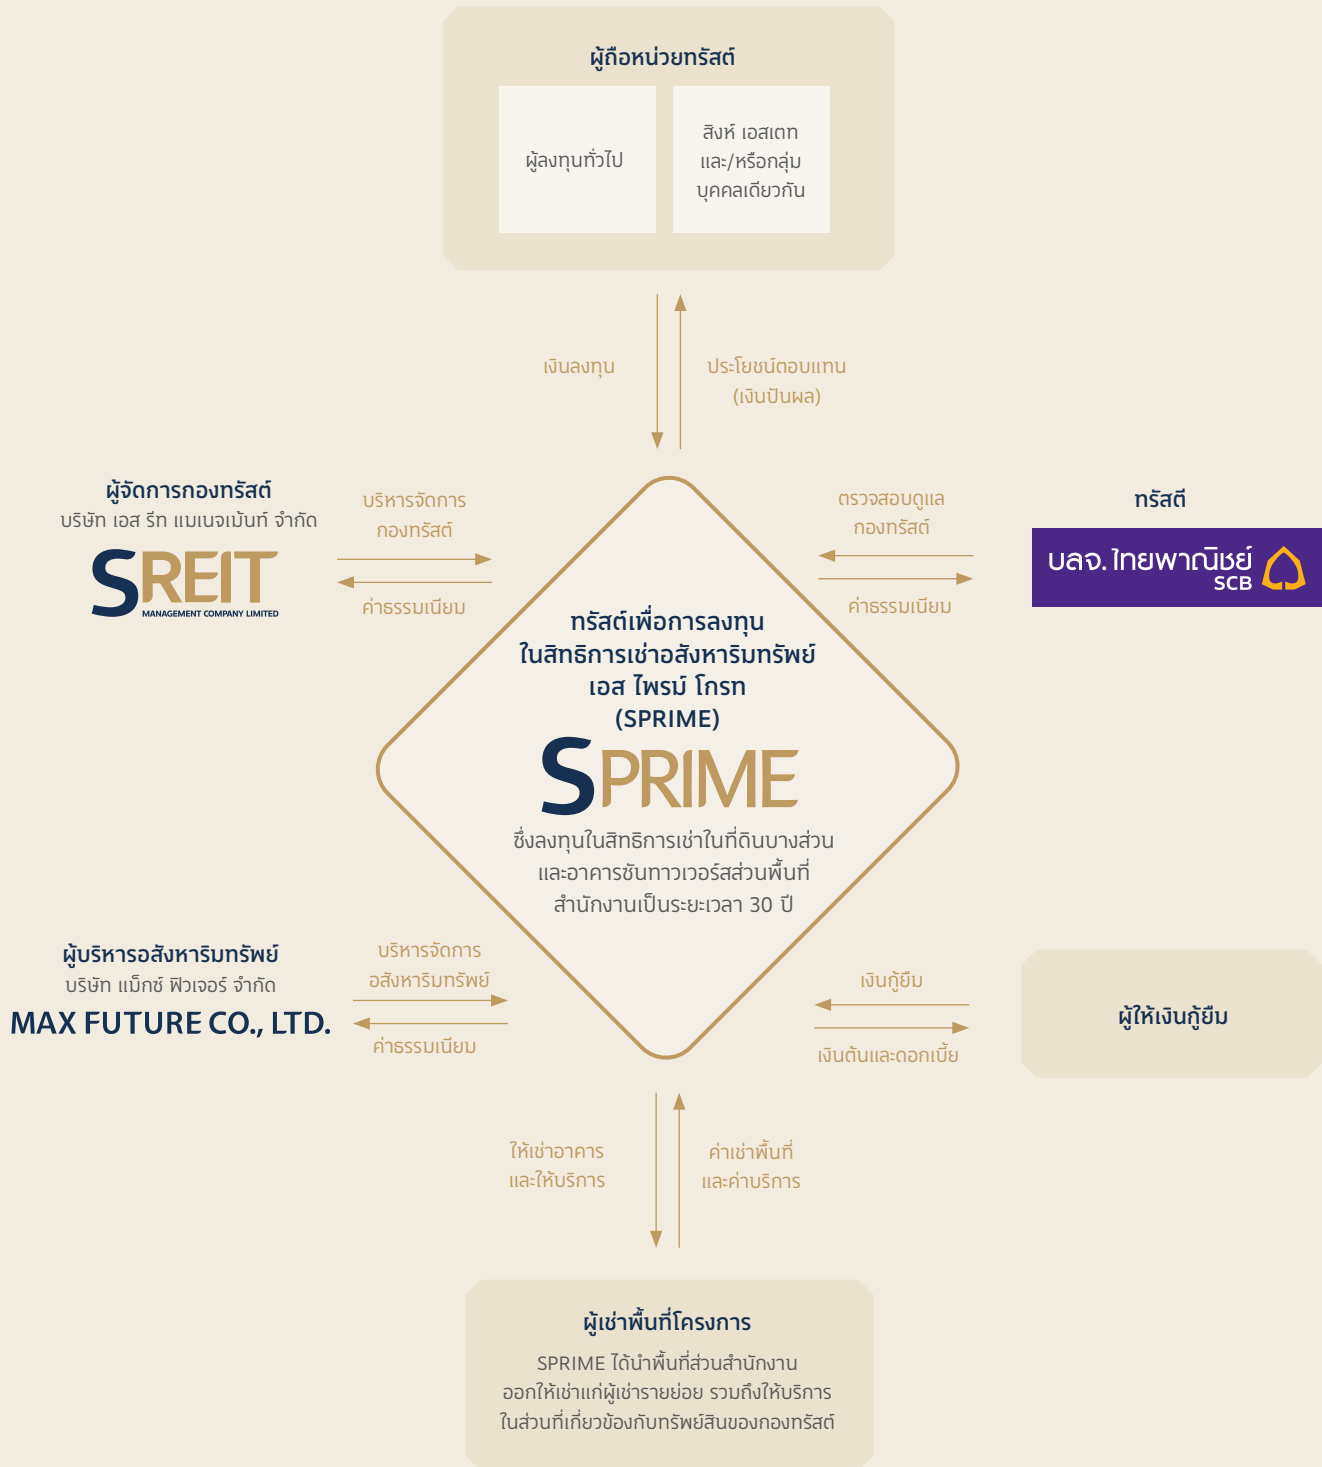 ผู้ถือหน่วยทรัสต์
ผู้ลงทุนทั่วไป
สิงห์ เอสเตท
และ/หรือกลุ่ม
บุคคลเดียวกัน
เงินลงทุน
ประโยชน์ตอบแทน
(เงินปันผล)
ผู้จัดการกองทรัสต์
บริษัท เอส รีท แมเนจเม้นท์ จำกัด
SREIT
MANAGEMENT COMPANY LIMITED
บริหารจัดการ
กองทรัสต์
ค่าธรรมเนียม
ตรวจสอบดูแล
กองทรัสต์
ค่าธรรมเนียม
ทรัสตี
บลจ. ไทยพาณิชย์
SCB
ทรัสต์เพื่อการลงทุน
ในสิทธิการเช่าอสังหาริมทรัพย์
เอส ไพรม์ โกรท
(SPRIME)
SPRIME
ซึ่งลงทุนในสิทธิการเช่าในที่ดินบางส่วน
และอาคารซันทาวเวอร์สส่วนพื้นที่
สำนักงานเป็นระยะเวลา 30 ปี
ผู้บริหารอสังหาริมทรัพย์
บริษัท แม็กซ์ ฟิวเจอร์ จำกัด
MAX FUTURE CO., LTD.
บริหารจัดการ
อสังหาริมทรัพย์
ค่าธรรมเนียม
เงินกู้ยืม
เงินต้นและดอกเบี้ย
ผู้ให้เงินกู้ยืม
ให้เช่าอาคาร
และให้บริการ
ค่าเช่าพื้นที่
และค่าบริการ
ผู้เช่าพื้นที่โครงการ
SPRIME ได้นำพื้นที่ส่วนสำนักงาน
ออกให้เช่าแก่ผู้เช่ารายย่อย รวมถึงให้บริการ
ในส่วนที่เกี่ยวข้องกับทรัพย์สินของกองทรัสต์